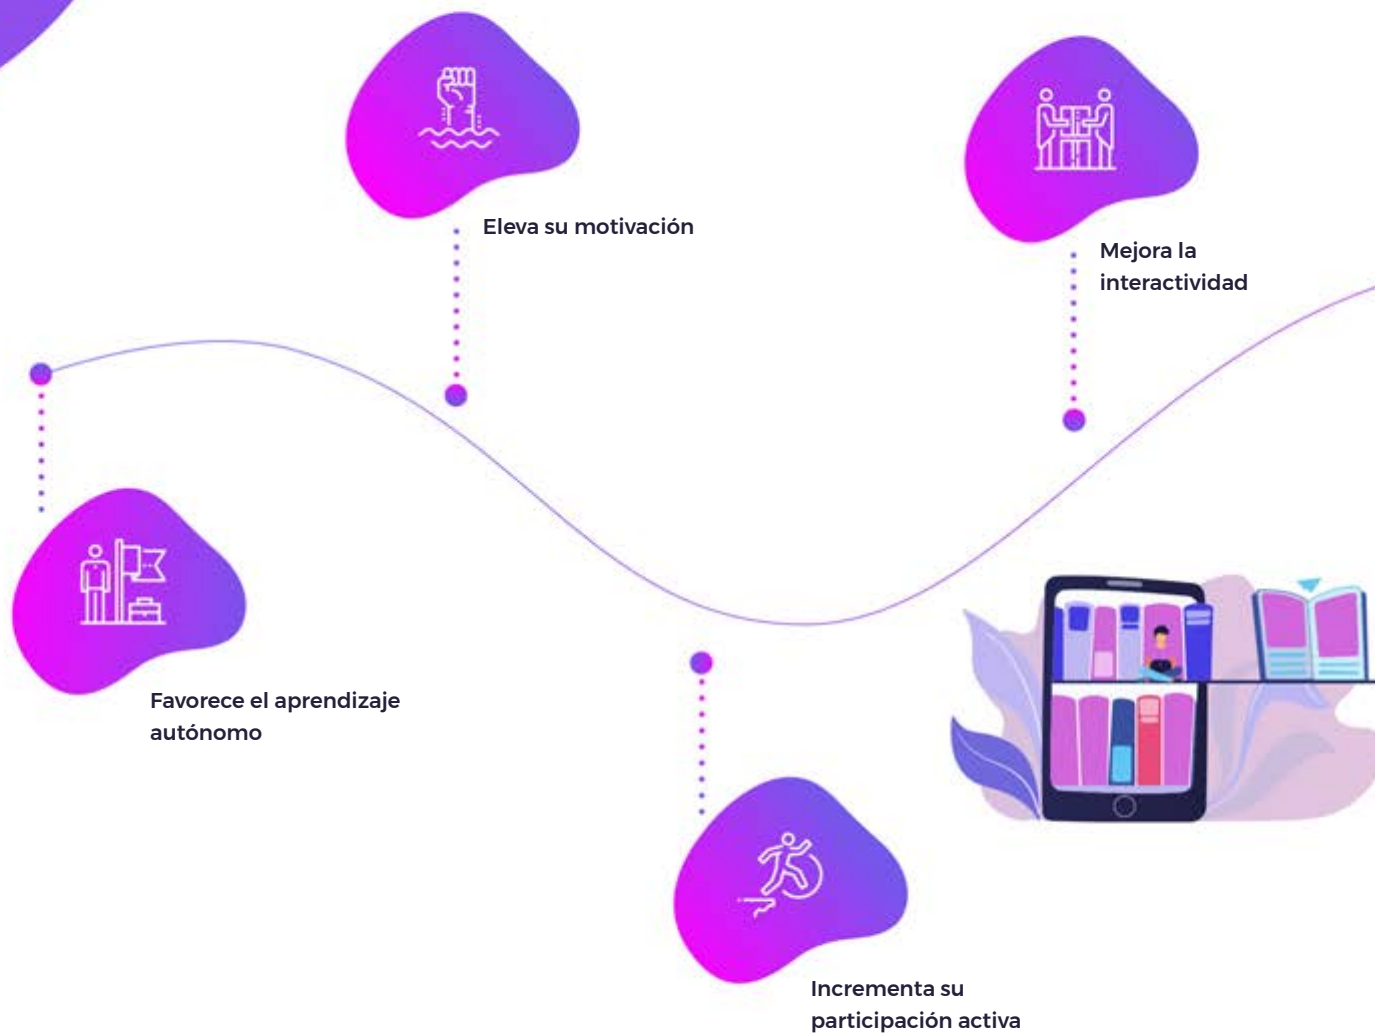 Eleva su motivación
Mejora la
interactividad
Favorece el aprendizaje
autónomo
Incrementa su
participación activa